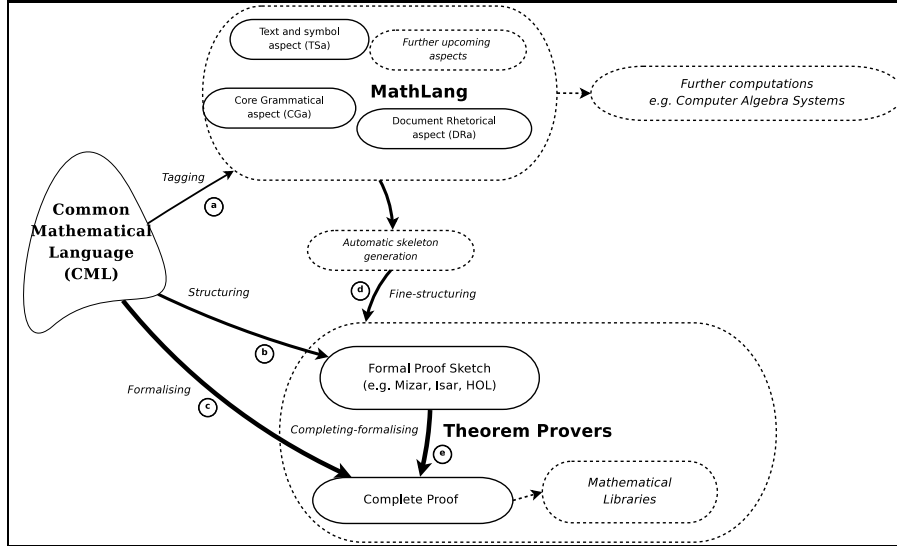 Text and symbol
aspect (TSa)
Further upcoming
aspects
MathLang
Core Grammatical
aspect (CGa)
Document Rhetorical
aspect (DRa)
Further computations
e.g. Computer Algebra Systems
Tagging
a
Common
Mathematical
Language
(CML)
Automatic skeleton
generation
Structuring
d
Fine-structuring
b
Formal Proof Sketch
(e.g. Mizar, Isar, HOL)
Formalising
c
Completing-formalising
Theorem Provers
e
Complete Proof
Mathematical
Libraries